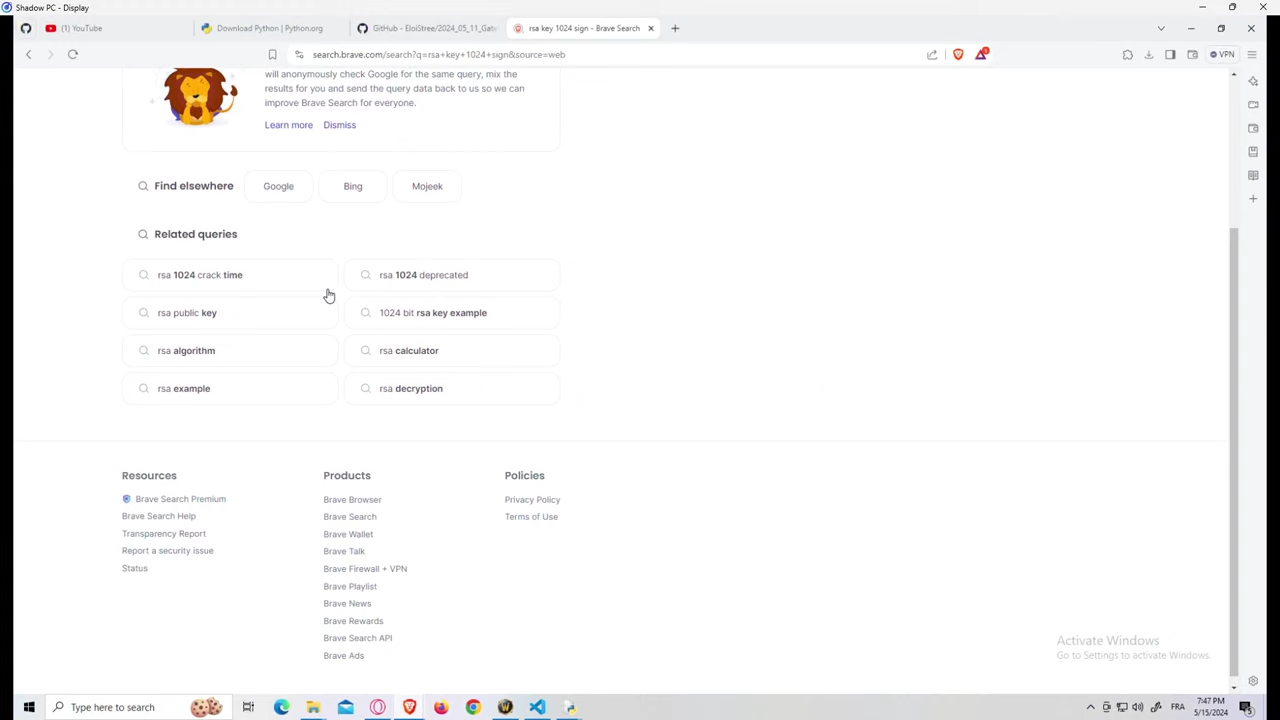 Shadow PC - Display
(1) YouTube
Download Python | Python.org
GitHub - EloiStree/2024_05_11_Gate
rsa key 1024 sign - Brave Search
search.brave.com/search?q=rsa+key+1024+sign&source=web
VPN
will anonymously check Google for the same query, mix the
results for you and send the query data back to us so we can
improve Brave Search for everyone.
Learn more Dismiss
Find elsewhere Google Bing Mojeek
Related queries
rsa 1024 crack time
rsa 1024 deprecated
rsa public key
1024 bit rsa key example
rsa algorithm
rsa calculator
rsa example
rsa decryption
Resources
Brave Search Premium
Brave Search Help
Transparency Report
Report a security issue
Status
Products
Brave Browser
Brave Search
Brave Wallet
Brave Talk
Brave Firewall + VPN
Brave Playlist
Brave News
Brave Rewards
Brave Search API
Brave Ads
Policies
Privacy Policy
Terms of Use
Activate Windows
Go to Settings to activate Windows.
Type here to search
FRA
7:47 PM
5/15/2024